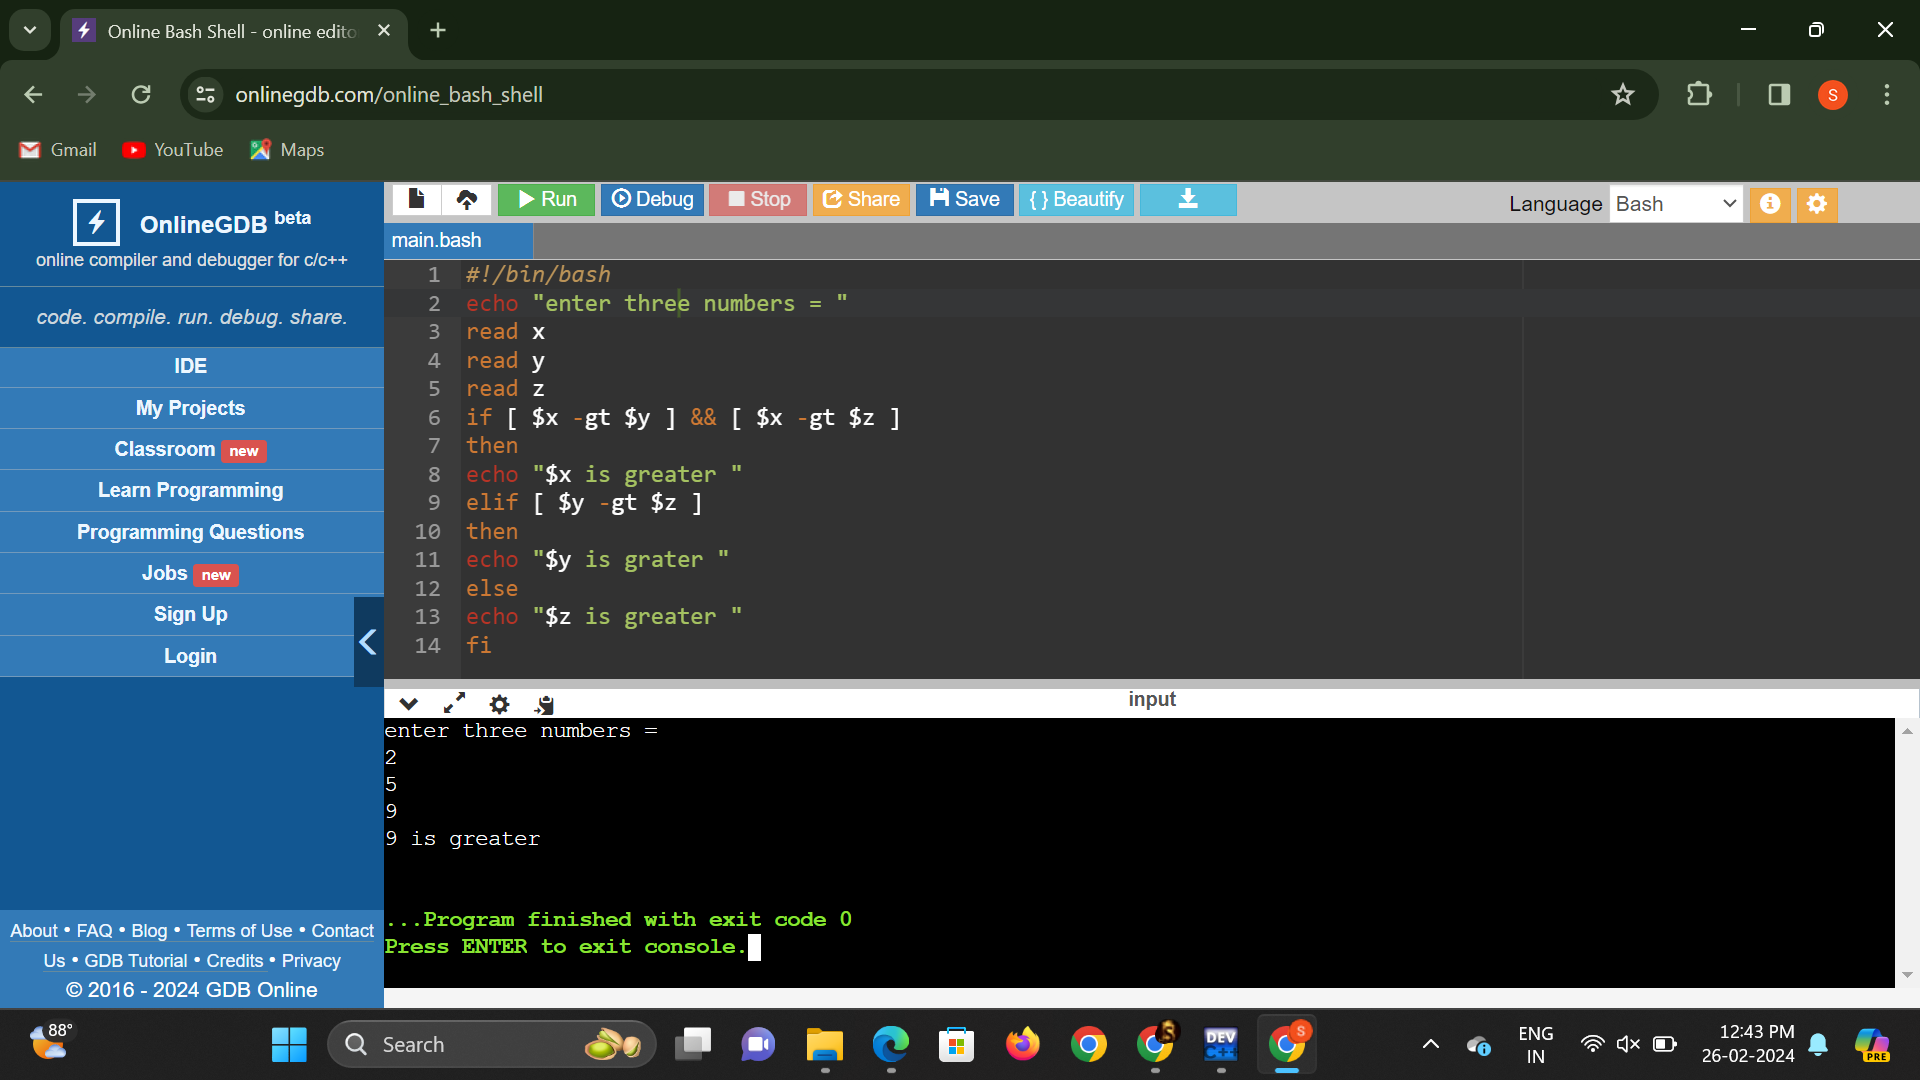 Online Bash Shell - online edito
onlinegdb.com/online_bash_shell
S
Gmail YouTube Maps
OnlineGDB beta
online compiler and debugger for c/c++
code. compile. run. debug. share.
IDE
My Projects
Classroom new
Learn Programming
Programming Questions
Jobs new
Sign Up
Login
About • FAQ • Blog • Terms of Use • Contact
Us • GDB Tutorial • Credits • Privacy
© 2016 - 2024 GDB Online
Run Debug Stop Share Save { } Beautify
Language Bash
main.bash
1 #!/bin/bash
2 echo "enter three numbers = "
3 read x
4 read y
5 read z
6 if [ $x -gt $y ] && [ $x -gt $z ]
7 then
8 echo "$x is greater "
9 elif [ $y -gt $z ]
10 then
11 echo "$y is grater "
12 else
13 echo "$z is greater "
14 fi
input
enter three numbers =
2
5
9
9 is greater
...Program finished with exit code 0
Press ENTER to exit console.
88°
Search
DEV
C++
S
ENG
IN
12:43 PM
26-02-2024
PRE